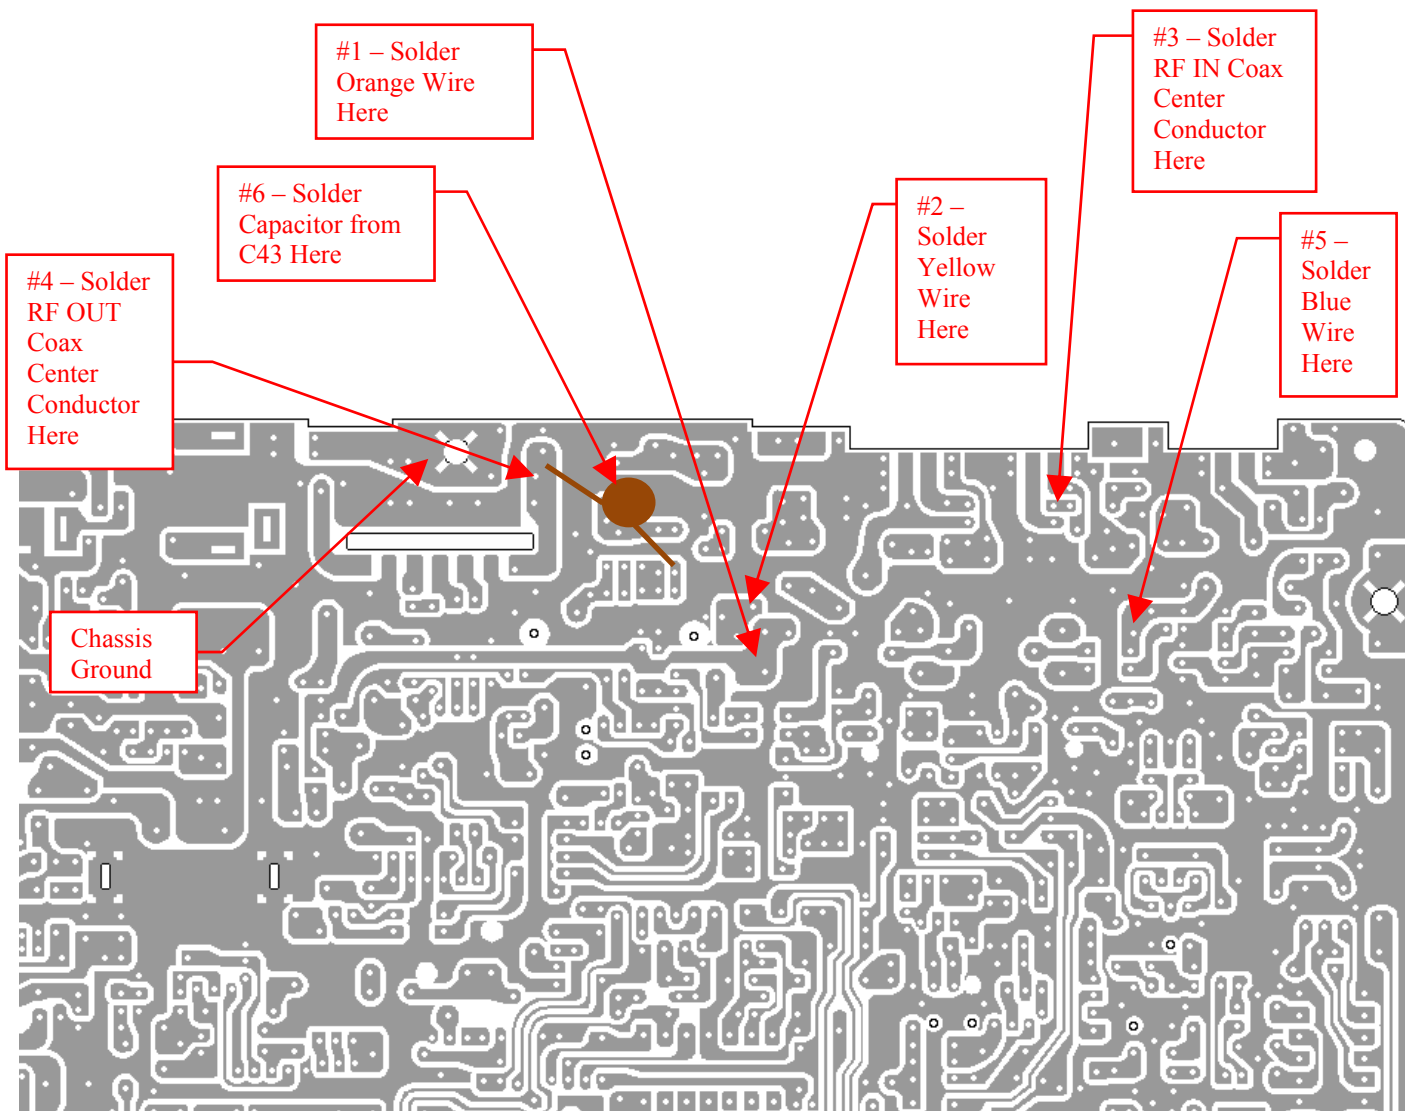 #1 – Solder
Orange Wire
Here
#3 – Solder
RF IN Coax
Center
Conductor
Here
#6 – Solder
Capacitor from
C43 Here
#2 –
Solder
Yellow
Wire
Here
#5 –
Solder
Blue
Wire
Here
#4 – Solder
RF OUT
Coax
Center
Conductor
Here
Chassis
Ground